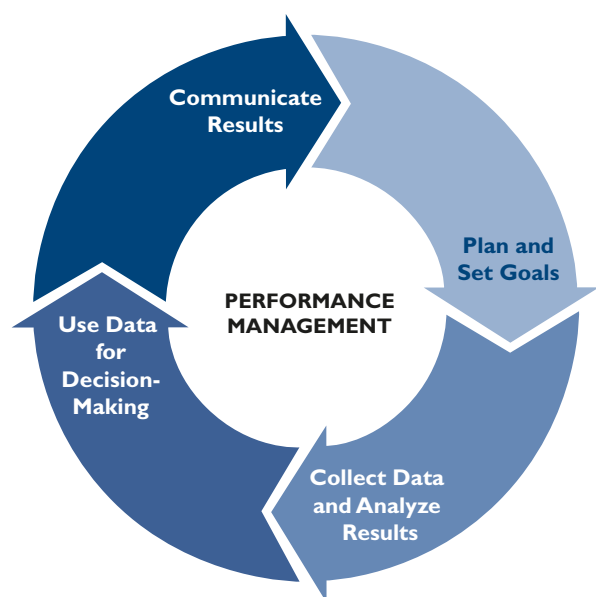 Communicate
Results
Plan and
Set Goals
PERFORMANCE
MANAGEMENT
Use Data
for
Decision-
Making
Collect Data
and Analyze
Results